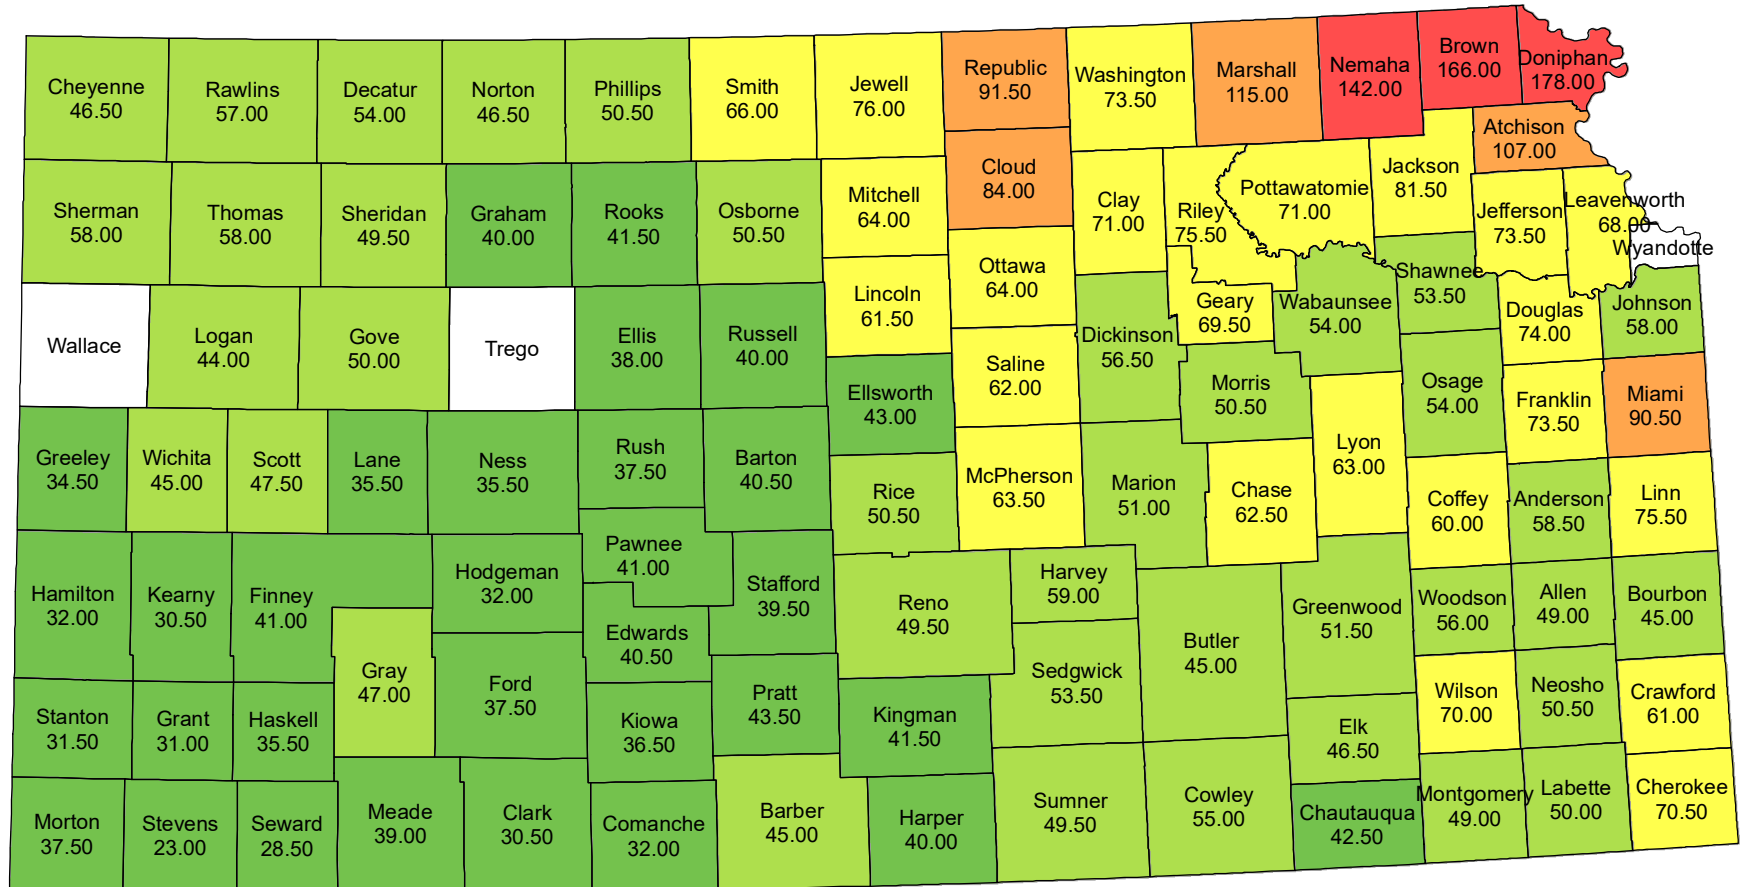 Cheyenne
46.50
Rawlins
57.00
Decatur
54.00
Norton
46.50
Phillips
50.50
Smith
66.00
Jewell
76.00
Republic
91.50
Washington
73.50
Marshall
115.00
Nemaha
142.00
Brown
166.00
Doniphan
178.00
Atchison
107.00
Sherman
58.00
Thomas
58.00
Sheridan
49.50
Graham
40.00
Rooks
41.50
Osborne
50.50
Mitchell
64.00
Cloud
84.00
Clay
71.00
Riley
75.50
Pottawatomie
71.00
Jackson
81.50
Jefferson
73.50
Leavenworth
68.00
Wyandotte
Wallace
Logan
44.00
Gove
50.00
Trego
Ellis
38.00
Russell
40.00
Lincoln
61.50
Ottawa
64.00
Dickinson
56.50
Geary
69.50
Wabaunsee
54.00
Shawnee
53.50
Douglas
74.00
Johnson
58.00
Ellsworth
43.00
Saline
62.00
Morris
50.50
Osage
54.00
Franklin
73.50
Miami
90.50
Greeley
34.50
Wichita
45.00
Scott
47.50
Lane
35.50
Ness
35.50
Rush
37.50
Barton
40.50
Rice
50.50
McPherson
63.50
Marion
51.00
Chase
62.50
Lyon
63.00
Coffey
60.00
Anderson
58.50
Linn
75.50
Hamilton
32.00
Kearny
30.50
Finney
41.00
Hodgeman
32.00
Pawnee
41.00
Stafford
39.50
Edwards
40.50
Reno
49.50
Harvey
59.00
Butler
45.00
Greenwood
51.50
Woodson
56.00
Allen
49.00
Bourbon
45.00
Gray
47.00
Ford
37.50
Sedgwick
53.50
Stanton
31.50
Grant
31.00
Haskell
35.50
Kiowa
36.50
Pratt
43.50
Kingman
41.50
Elk
46.50
Wilson
70.00
Neosho
50.50
Crawford
61.00
Morton
37.50
Stevens
23.00
Seward
28.50
Meade
39.00
Clark
30.50
Comanche
32.00
Barber
45.00
Harper
40.00
Sumner
49.50
Cowley
55.00
Chautauqua
42.50
Montgomery
49.00
Labette
50.00
Cherokee
70.50